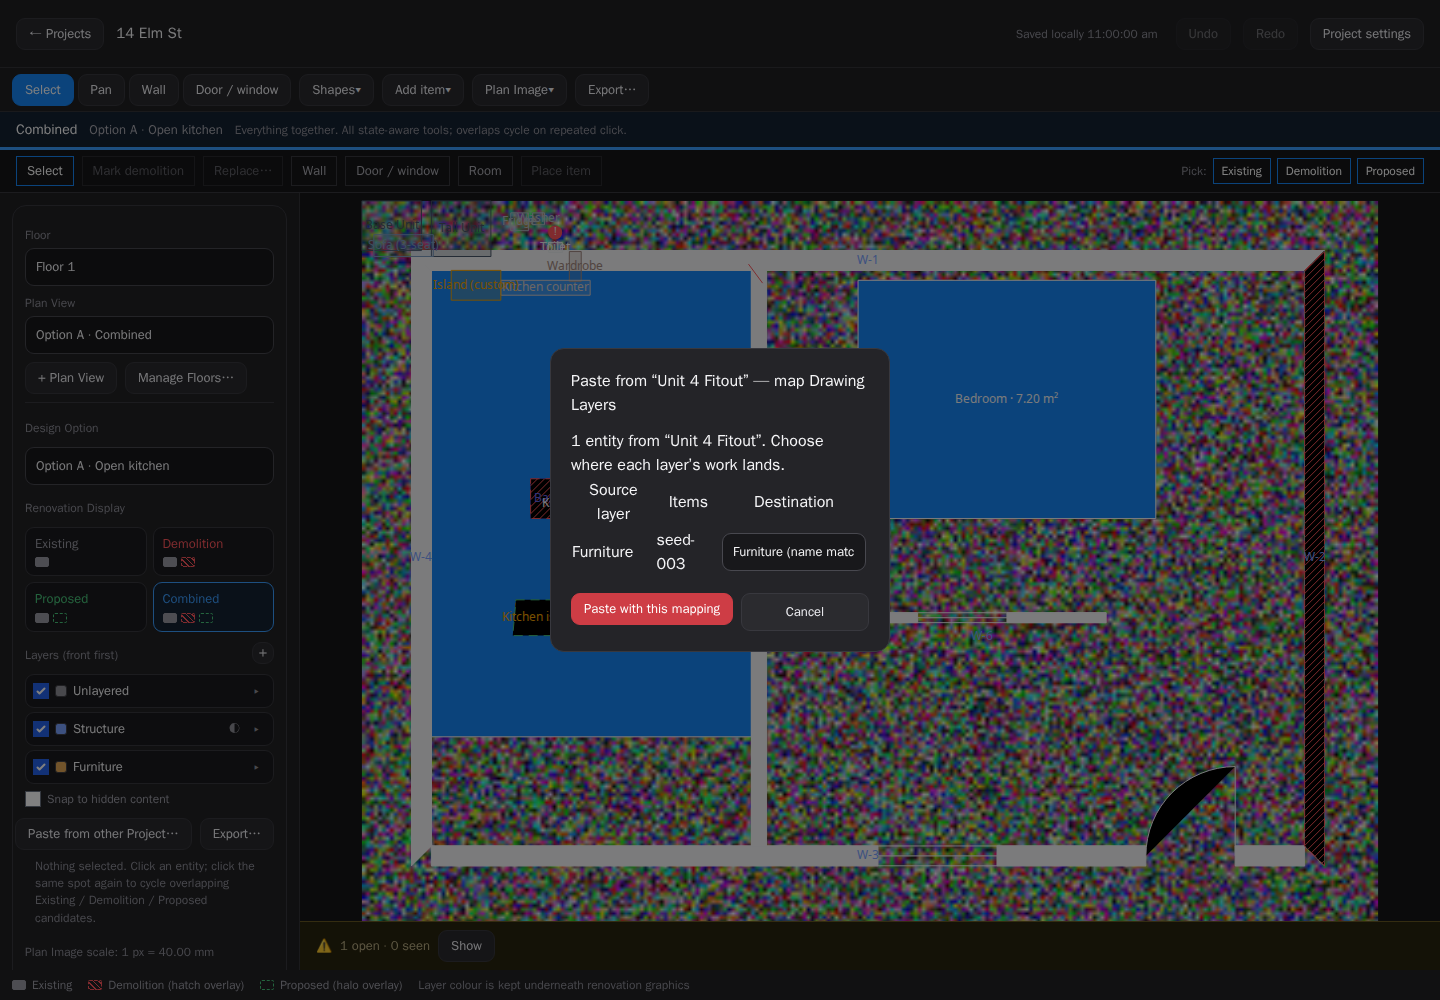 ← Projects
14 Elm St
Saved locally 11:00:00 am
Undo
Redo
Project settings
Select
Pan
Wall
Door / window
Shapes▾
Add item▾
Plan Image▾
Export⋯
Combined
Option A · Open kitchen
Everything together. All state-aware tools; overlaps cycle on repeated click.
Select
Mark demolition
Replace⋯
Wall
Door / window
Room
Place item
Pick:
Existing
Demolition
Proposed
Floor
Floor 1
Plan View
Option A · Combined
+ Plan View
Manage Floors⋯
Design Option
Option A · Open kitchen
Renovation Display
Existing
Demolition
Proposed
Combined
Layers (front first)
+
Unlayered
Structure
Furniture
Snap to hidden content
Paste from other Project⋯
Export⋯
Nothing selected. Click an entity; click the
same spot again to cycle overlapping
Existing / Demolition / Proposed
candidates.
Plan Image scale: 1 px = 40.00 mm
Toilet
Wardrobe
Kitchen counter
W-1
Bedroom · 7.20 m²
W-4
W-2
W-3
Paste from “Unit 4 Fitout” — map Drawing
Layers
1 entity from “Unit 4 Fitout”. Choose
where each layer’s work lands.
Source
layer
Items
Destination
Furniture
seed-
003
Furniture (name matc
Paste with this mapping
Cancel
1 open · 0 seen
Show
Existing
Demolition (hatch overlay)
Proposed (halo overlay)
Layer colour is kept underneath renovation graphics